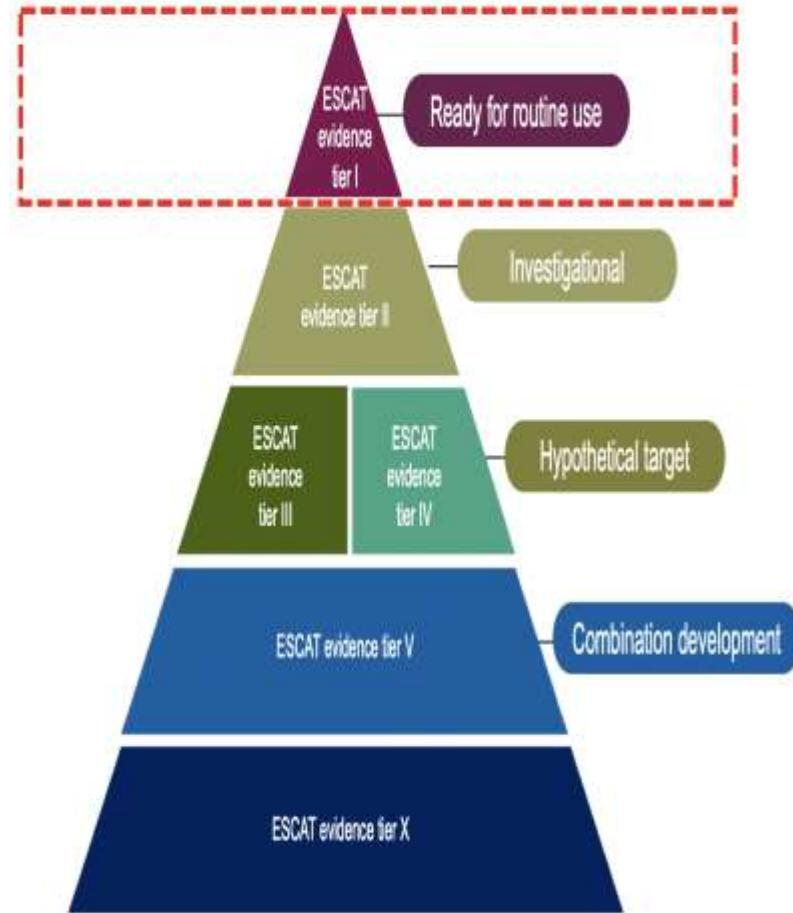 ESCAT
evidence
tier I
Ready for routine use
ESCAT
evidence tier II
Investigational
ESCAT
evidence
tier III
ESCAT
evidence
tier IV
Hypothetical target
ESCAT evidence tier V
Combination development
ESCAT evidence tier X